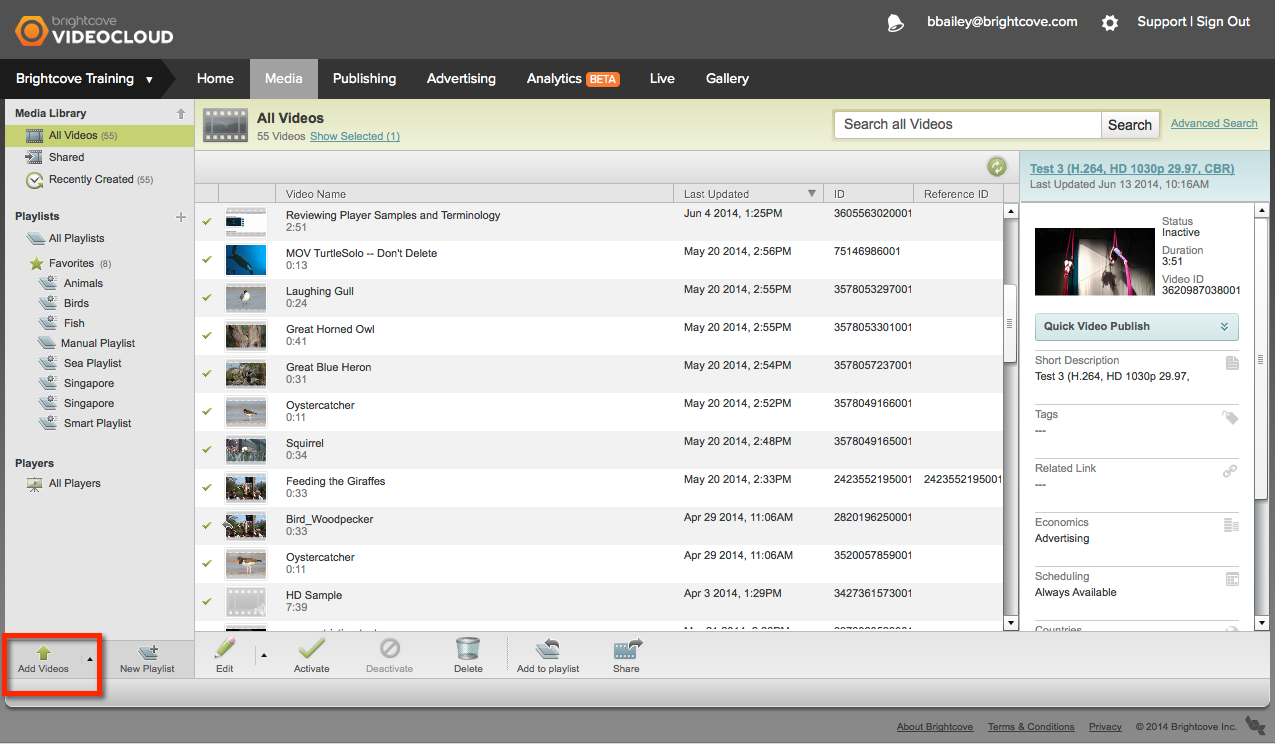 brightcove
VIDEOCLOUD
bbailey@brightcove.com
Support | Sign Out
Brightcove Training
Home
Media
Publishing
Advertising
Analytics BETA
Live
Gallery
Media Library
All Videos (55)
Shared
Recently Created (55)
Playlists
All Playlists
Favorites (8)
Animals
Birds
Fish
Manual Playlist
Sea Playlist
Singapore
Singapore
Smart Playlist
Players
All Players
Add Videos
New Playlist
All Videos
55 Videos Show Selected (1)
Search all Videos
Search
Advanced Search
Video Name Last Updated ID Reference ID
Reviewing Player Samples and Terminology Jun 4 2014, 1:25PM 3605563020001
2:51
MOV TurtleSolo -- Don't Delete May 20 2014, 2:56PM 75146986001
0:13
Laughing Gull May 20 2014, 2:55PM 3578053297001
0:24
Great Horned Owl May 20 2014, 2:55PM 3578053301001
0:41
Great Blue Heron May 20 2014, 2:54PM 3578057237001
0:31
Oystercatcher May 20 2014, 2:52PM 3578049166001
0:11
Squirrel May 20 2014, 2:48PM 3578049165001
0:34
Feeding the Giraffes May 20 2014, 2:33PM 2423552195001 2423552195001
0:33
Bird_Woodpecker Apr 29 2014, 11:06AM 2820196250001
0:33
Oystercatcher Apr 29 2014, 11:06AM 3520057859001
0:11
HD Sample Apr 3 2014, 1:29PM 3427361573001
7:39
Edit
Activate
Deactivate
Delete
Add to playlist
Share
Test 3 (H.264, HD 1030p 29.97, CBR)
Last Updated Jun 13 2014, 10:16AM
Status
Inactive
Duration
3:51
Video ID
3620987038001
Quick Video Publish
Short Description
Test 3 (H.264, HD 1030p 29.97,
Tags
---
Related Link
---
Economics
Advertising
Scheduling
Always Available
Countries
About Brightcove
Terms & Conditions
Privacy
© 2014 Brightcove Inc.